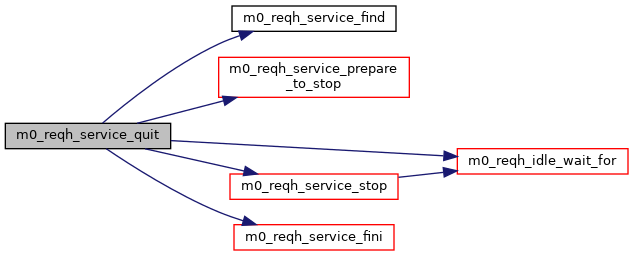 m0_reqh_service_find
m0_reqh_service_prepare
_to_stop
m0_reqh_service_quit
m0_reqh_idle_wait_for
m0_reqh_service_stop
m0_reqh_service_fini